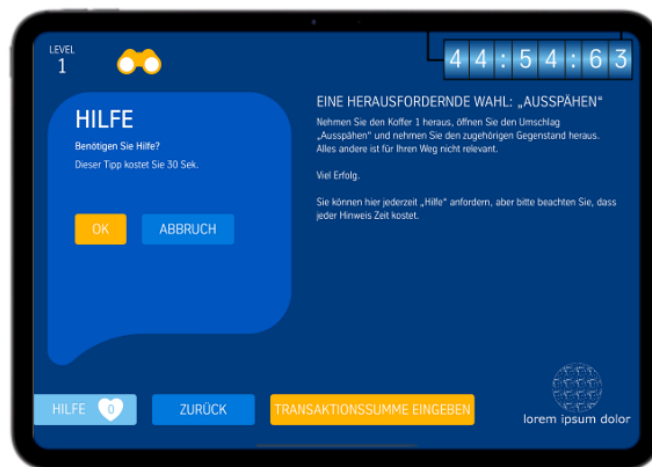 LEVEL
1
44:54:63
HILFE
Benötigen Sie Hilfe?
Dieser Tipp kostet Sie 30 Sek.
OK
ABBRUCH
EINE HERAUSFORDERNDE WAHL: „AUSSPÄHEN“
Nehmen Sie den Koffer 1 heraus, öffnen Sie den Umschlag
„Ausspähen“ und nehmen Sie den zugehörigen Gegenstand heraus.
Alles andere ist für Ihren Weg nicht relevant.
Viel Erfolg.
Sie können hier jederzeit „Hilfe“ anfordern, aber bitte beachten Sie, dass
jeder Hinweis Zeit kostet.
HILFE 0
ZURÜCK
TRANSAKTIONSSUMME EINGEBEN
lorem ipsum dolor